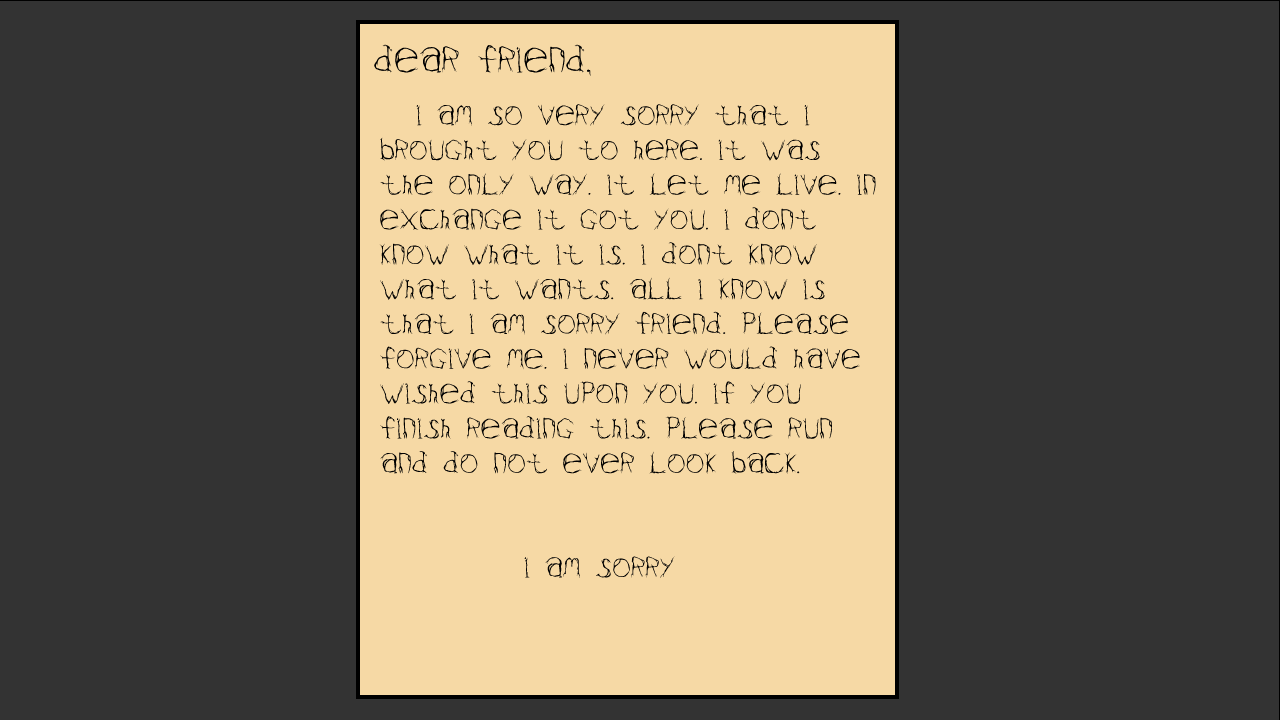 dear friend,
I am so very sorry that I
brought you to here. It was
the only way. It let me live. In
exchange it got you. I dont
know what it is. I dont know
what it wants. all I know is
that I am sorry friend. Please
forgive me. I never would have
wished this upon you. If you
finish reading this. Please run
and do not ever look back.
I am sorry